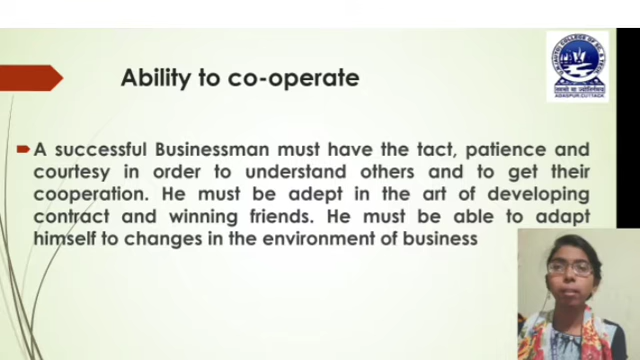 Ability to co-operate
A successful Businessman must have the tact, patience and
courtesy in order to understand others and to get their
cooperation. He must be adept in the art of developing
contract and winning friends. He must be able to adapt
himself to changes in the environment of business
ADASPUR, CUTTACK